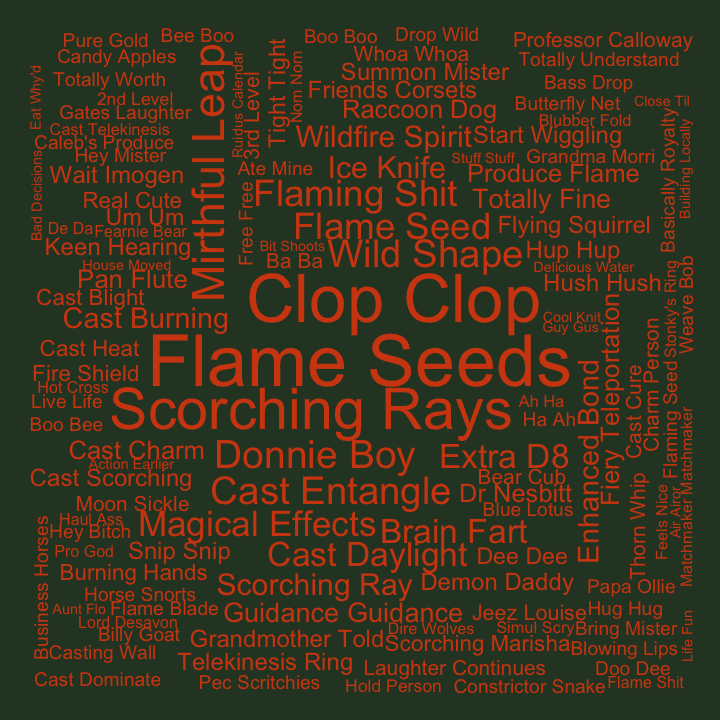 Pure Gold
Bee Boo
Boo Boo
Drop Wild
Professor Calloway
Candy Apples
Whoa Whoa
Totally Understand
Totally Worth
Summon Mister
Bass Drop
Eat Why'd
Mirthful Leap
Ruidus Calendar
3rd Level
Tight Tight
Nom Nom
Friends Corsets
2nd Level
Raccoon Dog
Butterfly Net
Close Til
Gates Laughter
Blubber Fold
Cast Telekinesis
Wildfire Spirit
Start Wiggling
Caleb's Produce
Hey Mister
Stuff Stuff
Grandma Morri
Basically Royalty
Building Locally
Bad Decisions
Wait Imogen
Ate Mine
Ice Knife
Produce Flame
Real Cute
Free Free
Flaming Shit
Totally Fine
Um Um
De Da
Fearnie Bear
Flame Seed
Flying Squirrel
Keen Hearing
Bit Shoots
Ba Ba
Wild Shape
Hup Hup
House Moved
Delicious Water
Pan Flute
Hush Hush
Stonky's Ring
Weave Bob
Cast Blight
Clop Clop
Cast Burning
Cool Knit
Guy Gus
Fiery Teleportation
Cast Heat
Flame Seeds
Charm Person
Fire Shield
Hot Cross
Live Life
Scorching Rays
Ah Ha
Ha Ah
Enhanced Bond
Cast Cure
Flaming Seed
Boo Bee
Cast Charm
Donnie Boy
Extra D8
Action Earlier
Cast Scorching
Bear Cub
Cast Entangle
Dr Nesbitt
Moon Sickle
Blue Lotus
Thorn Whip
Feels Nice
Air Airor
Matchmaker Matchmaker
Haul Ass
Hey Bitch
Magical Effects
Brain Fart
Pro God
Snip Snip
Cast Daylight
Dee Dee
Business Horses
Burning Hands
Scorching Ray
Demon Daddy
Papa Ollie
Horse Snorts
Aunt Flo
Flame Blade
Guidance Guidance
Jeez Louise
Hug Hug
Lord Desavon
Billy Goat
Grandmother Told
Dire Wolves
Simul Scry
Bring Mister
Casting Wall
Scorching Marisha
Blowing Lips
Life Fun
Telekinesis Ring
Laughter Continues
Doo Dee
Cast Dominate
Pec Scritchies
Hold Person
Constrictor Snake
Flame Shit